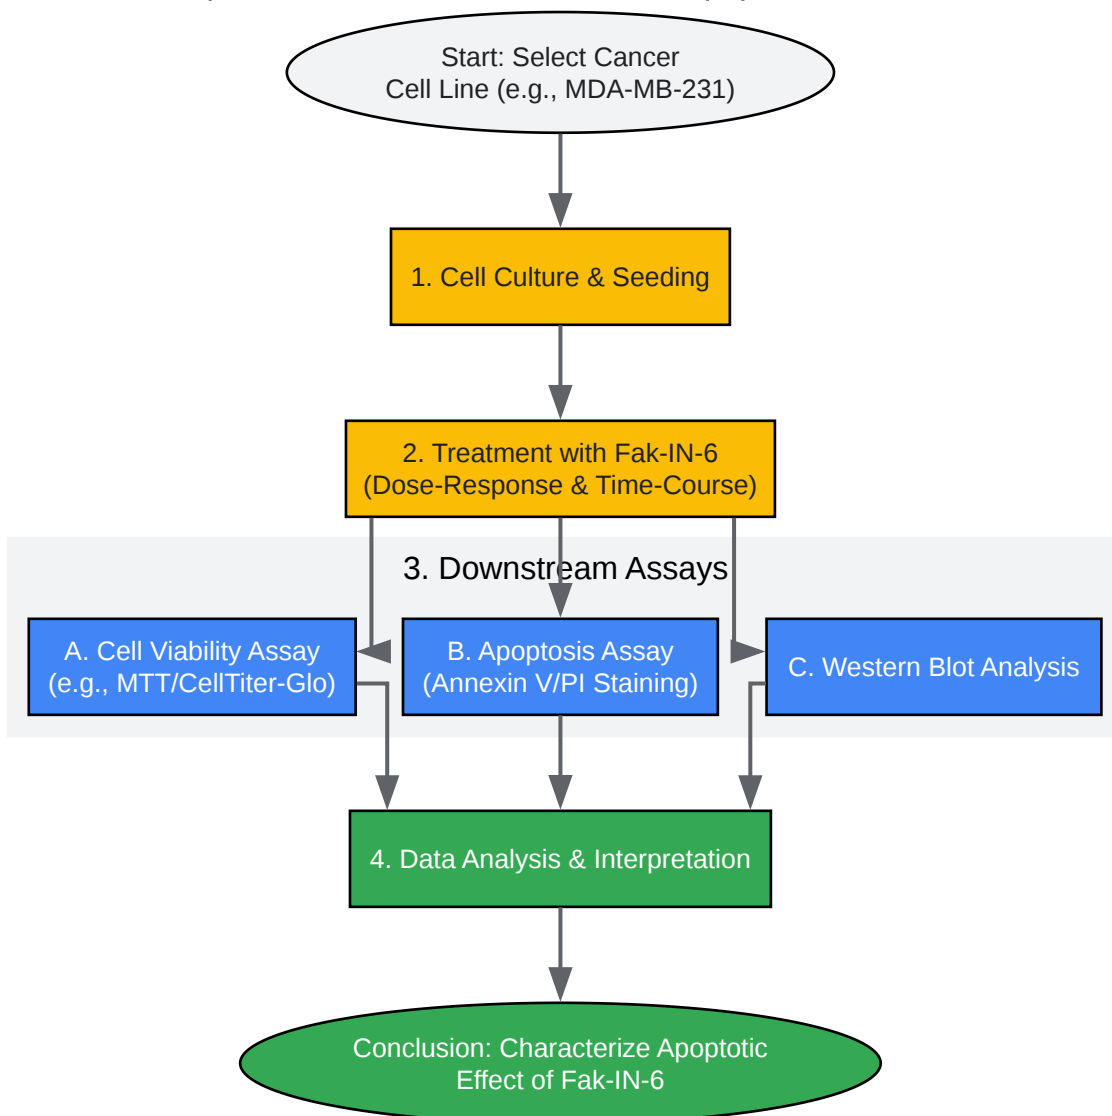 Start: Select Cancer
Cell Line (e.g., MDA-MB-231)
1. Cell Culture & Seeding
2. Treatment with Fak-IN-6
(Dose-Response & Time-Course)
3. Downstream Assays
A. Cell Viability Assay
(e.g., MTT/CellTiter-Glo)
B. Apoptosis Assay
(Annexin V/PI Staining)
C. Western Blot Analysis
4. Data Analysis & Interpretation
Conclusion: Characterize Apoptotic
Effect of Fak-IN-6